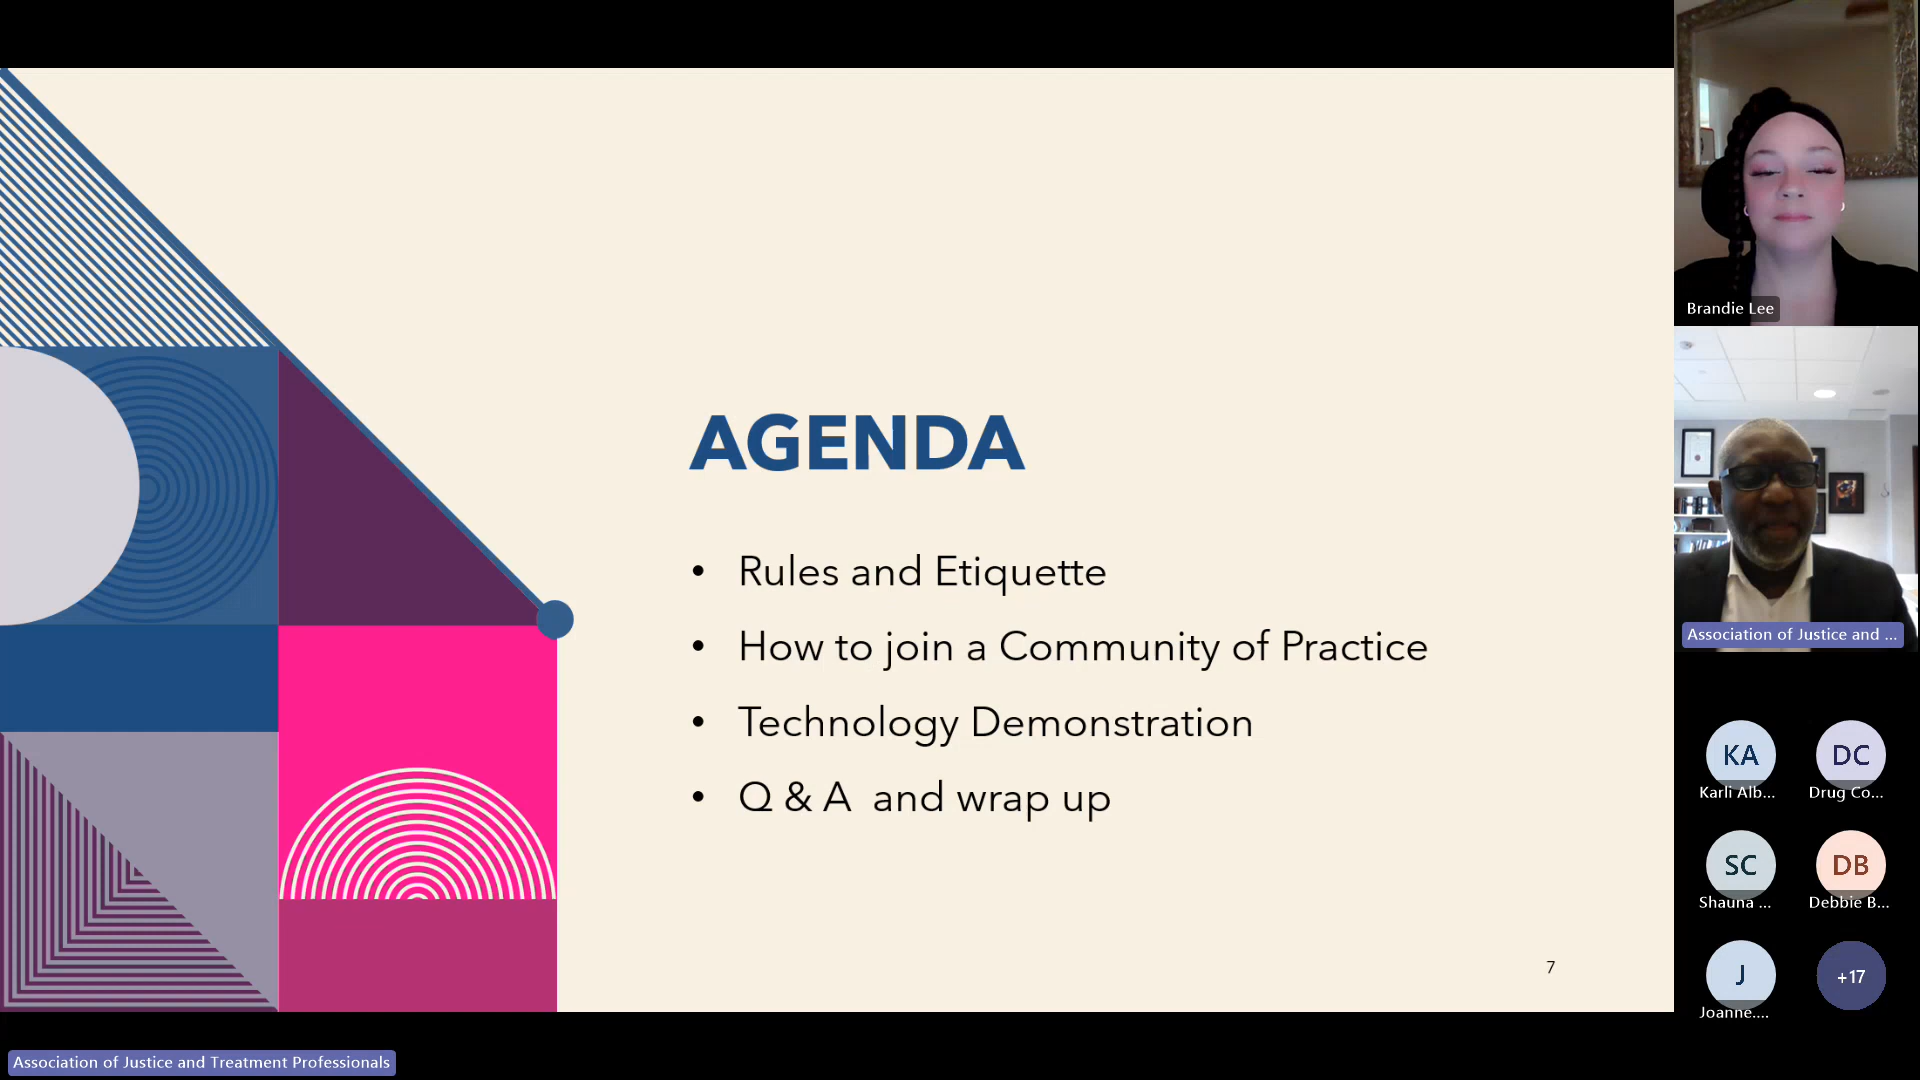 AGENDA
• Rules and Etiquette
• How to join a Community of Practice
• Technology Demonstration
• Q & A and wrap up
7
Association of Justice and Treatment Professionals
Brandie Lee
Association of Justice and ...
KA
Karli Alb...
DC
Drug Co...
SC
Shauna ...
DB
Debbie B...
J
Joanne....
+17